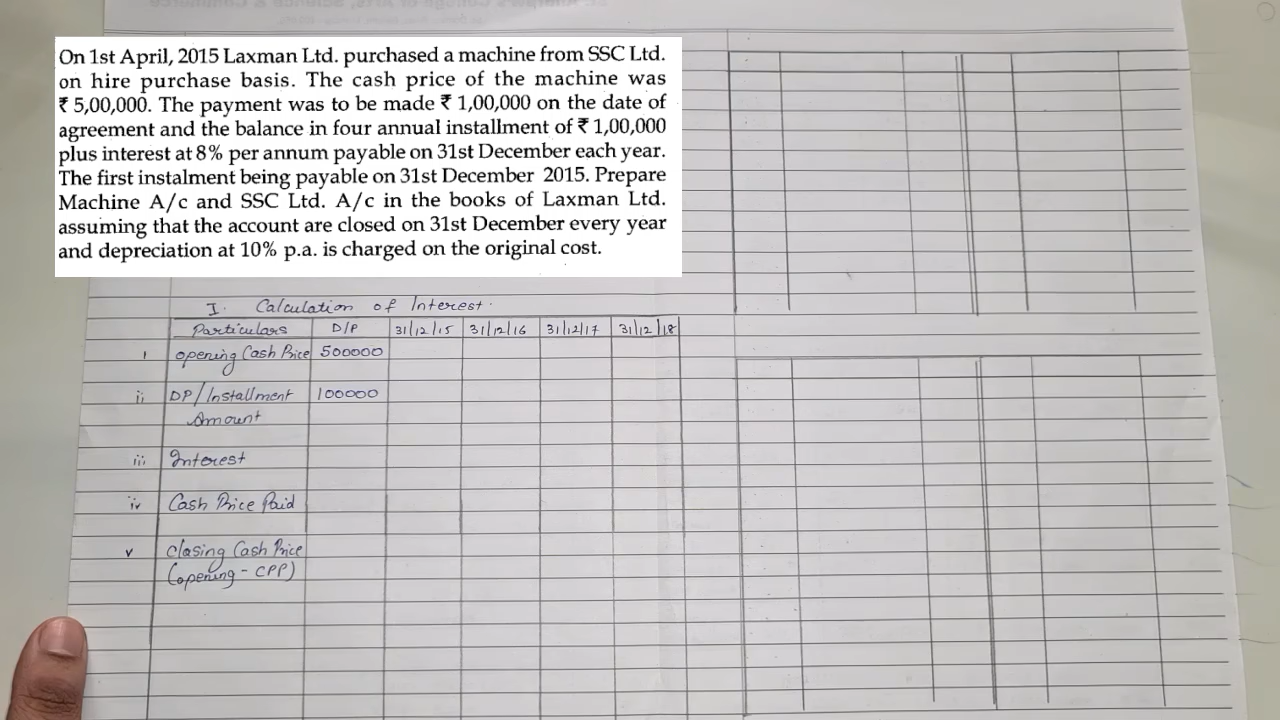 On 1st April, 2015 Laxman Ltd. purchased a machine from SSC Ltd.
on hire purchase basis. The cash price of the machine was
₹ 5,00,000. The payment was to be made ₹ 1,00,000 on the date of
agreement and the balance in four annual installment of ₹ 1,00,000
plus interest at 8% per annum payable on 31st December each year.
The first instalment being payable on 31st December 2015. Prepare
Machine A/c and SSC Ltd. A/c in the books of Laxman Ltd.
assuming that the account are closed on 31st December every year
and depreciation at 10% p.a. is charged on the original cost.
I. Calculation of Interest.
Particulars D/P 31/12/15 31/12/16 31/12/17 31/12/18
i opening Cash Price 500000
ii DP/Installment 100000
Amount
iii Interest
iv Cash Price Paid
v Closing Cash Price
(opening - CPP)